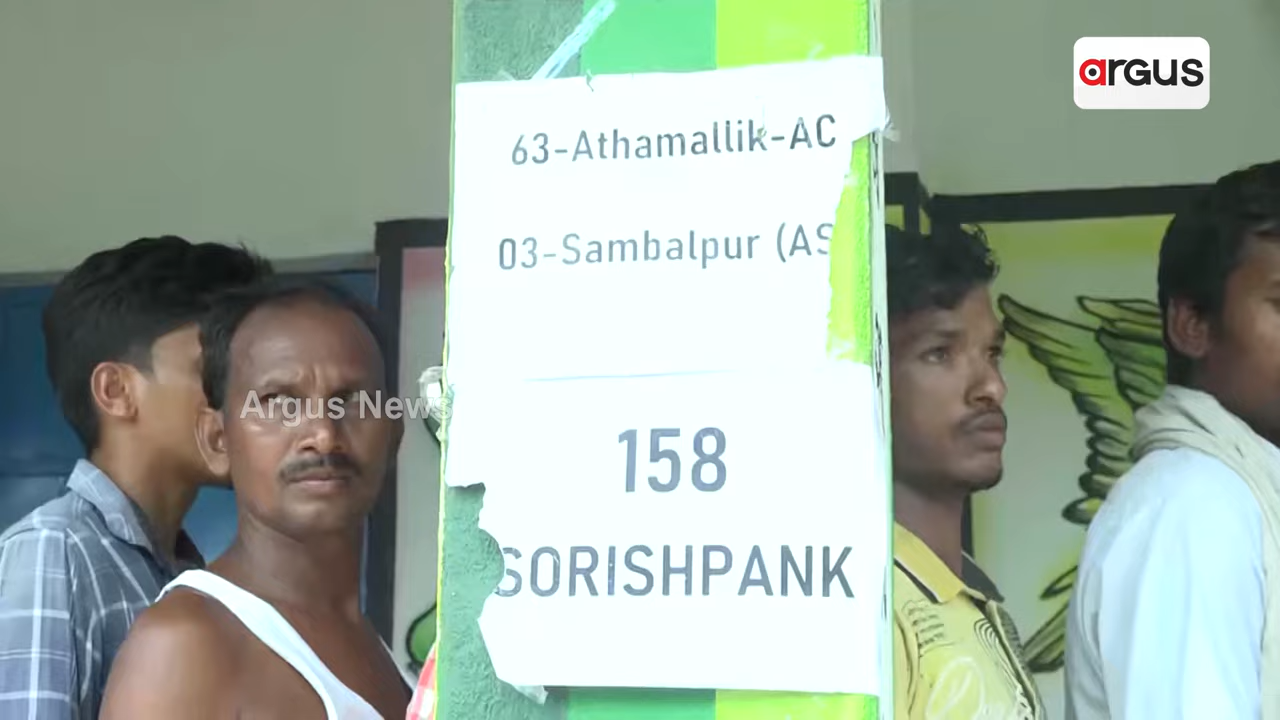 argus
63-Athamallik-AC
03-Sambalpur (AS
Argus News
158
SORISHPANK